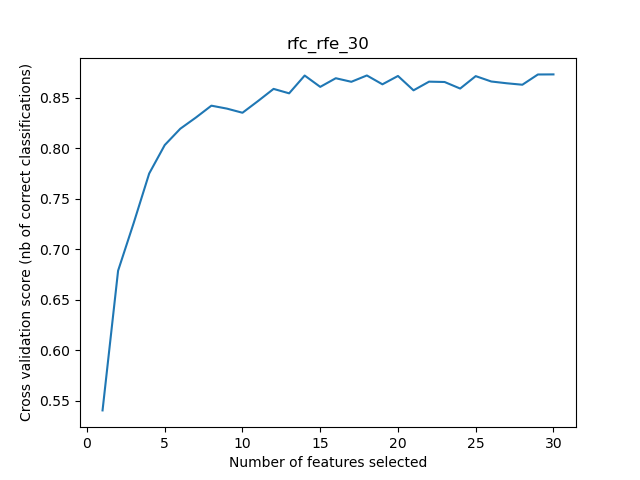 rfc_rfe_30
Cross validation score (nb of correct classifications)
0.85
0.80
0.75
0.70
0.65
0.60
0.55
0 5 10 15 20 25 30
Number of features selected